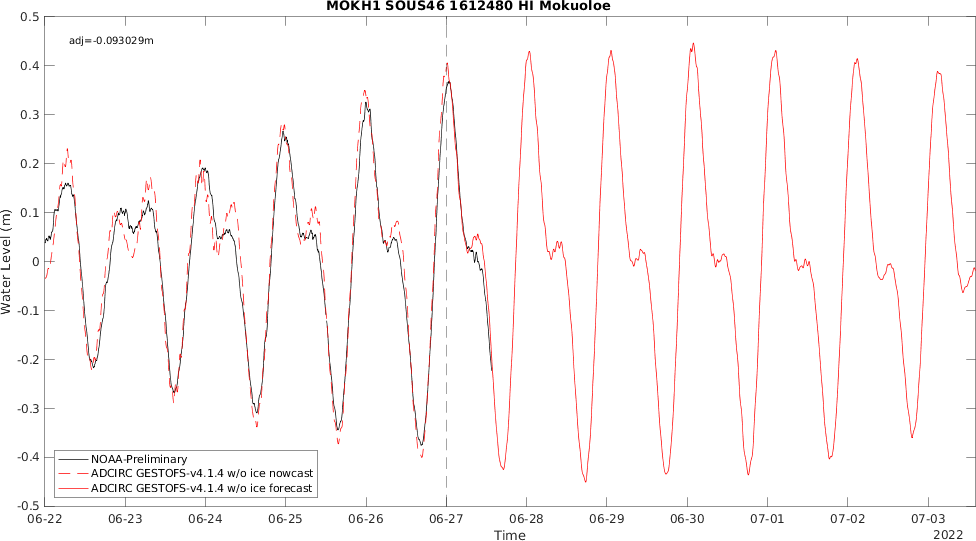 MOKH1 SOUS46 1612480 HI Mokuoloe
adj=-0.093029m
0.5
0.4
0.3
0.2
0.1
0
-0.1
-0.2
-0.3
-0.4
-0.5
Water Level (m)
NOAA-Preliminary
ADCIRC GESTOFS-v4.1.4 w/o ice nowcast
ADCIRC GESTOFS-v4.1.4 w/o ice forecast
06-22 06-23 06-24 06-25 06-26 06-27 06-28 06-29 06-30 07-01 07-02 07-03
Time
2022